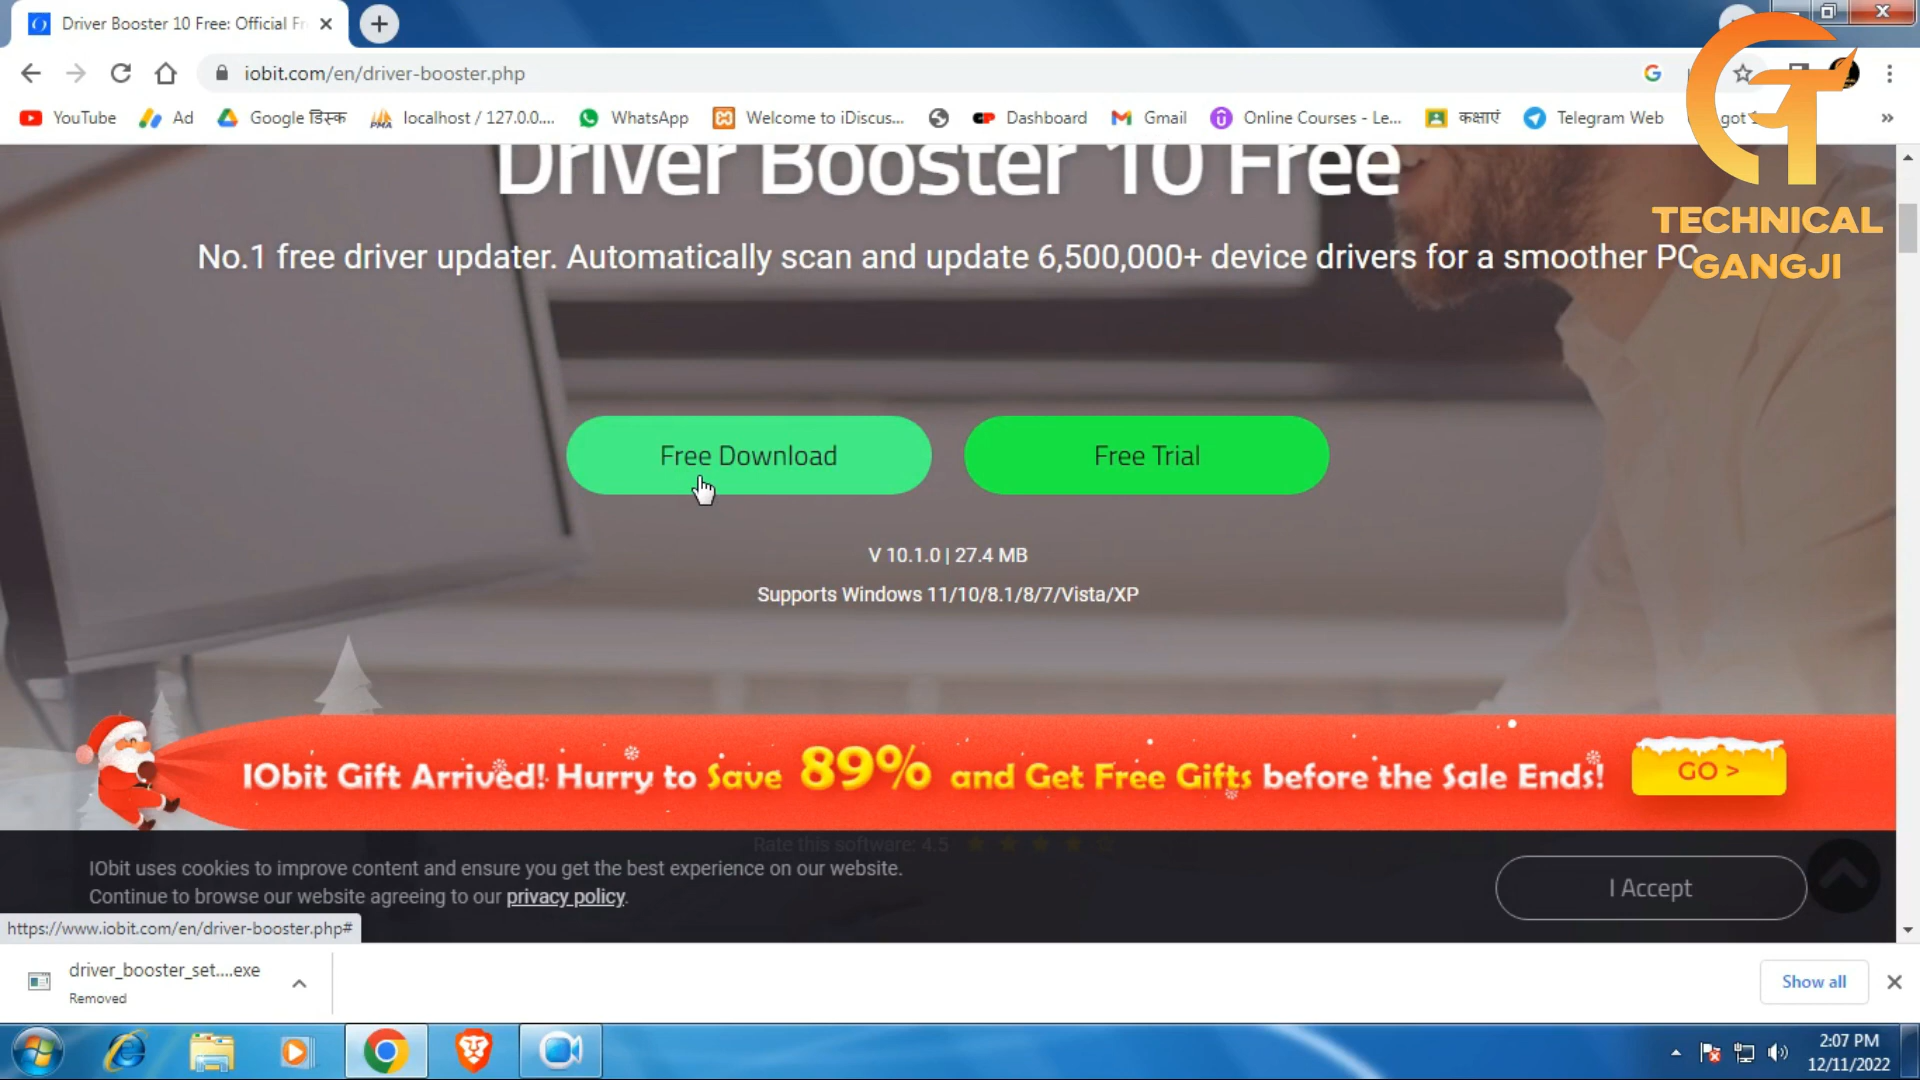 Driver Booster 10 Free: Official Fr
iobit.com/en/driver-booster.php
YouTube
Ad
Google डिस्क
localhost / 127.0.0....
WhatsApp
Welcome to iDiscus...
Dashboard
Gmail
Online Courses - Le...
कक्षाएं
Telegram Web
got
»
TECHNICAL
GANGJI
Driver Booster 10 Free
No.1 free driver updater. Automatically scan and update 6,500,000+ device drivers for a smoother PC
Free Download
Free Trial
V 10.1.0 | 27.4 MB
Supports Windows 11/10/8.1/8/7/Vista/XP
IObit Gift Arrived! Hurry to Save 89% and Get Free Gifts before the Sale Ends!
GO >
Rate this software: 4.5
IObit uses cookies to improve content and ensure you get the best experience on our website.
Continue to browse our website agreeing to our privacy policy.
I Accept
https://www.iobit.com/en/driver-booster.php#
driver_booster_set....exe
Removed
Show all
2:07 PM
12/11/2022